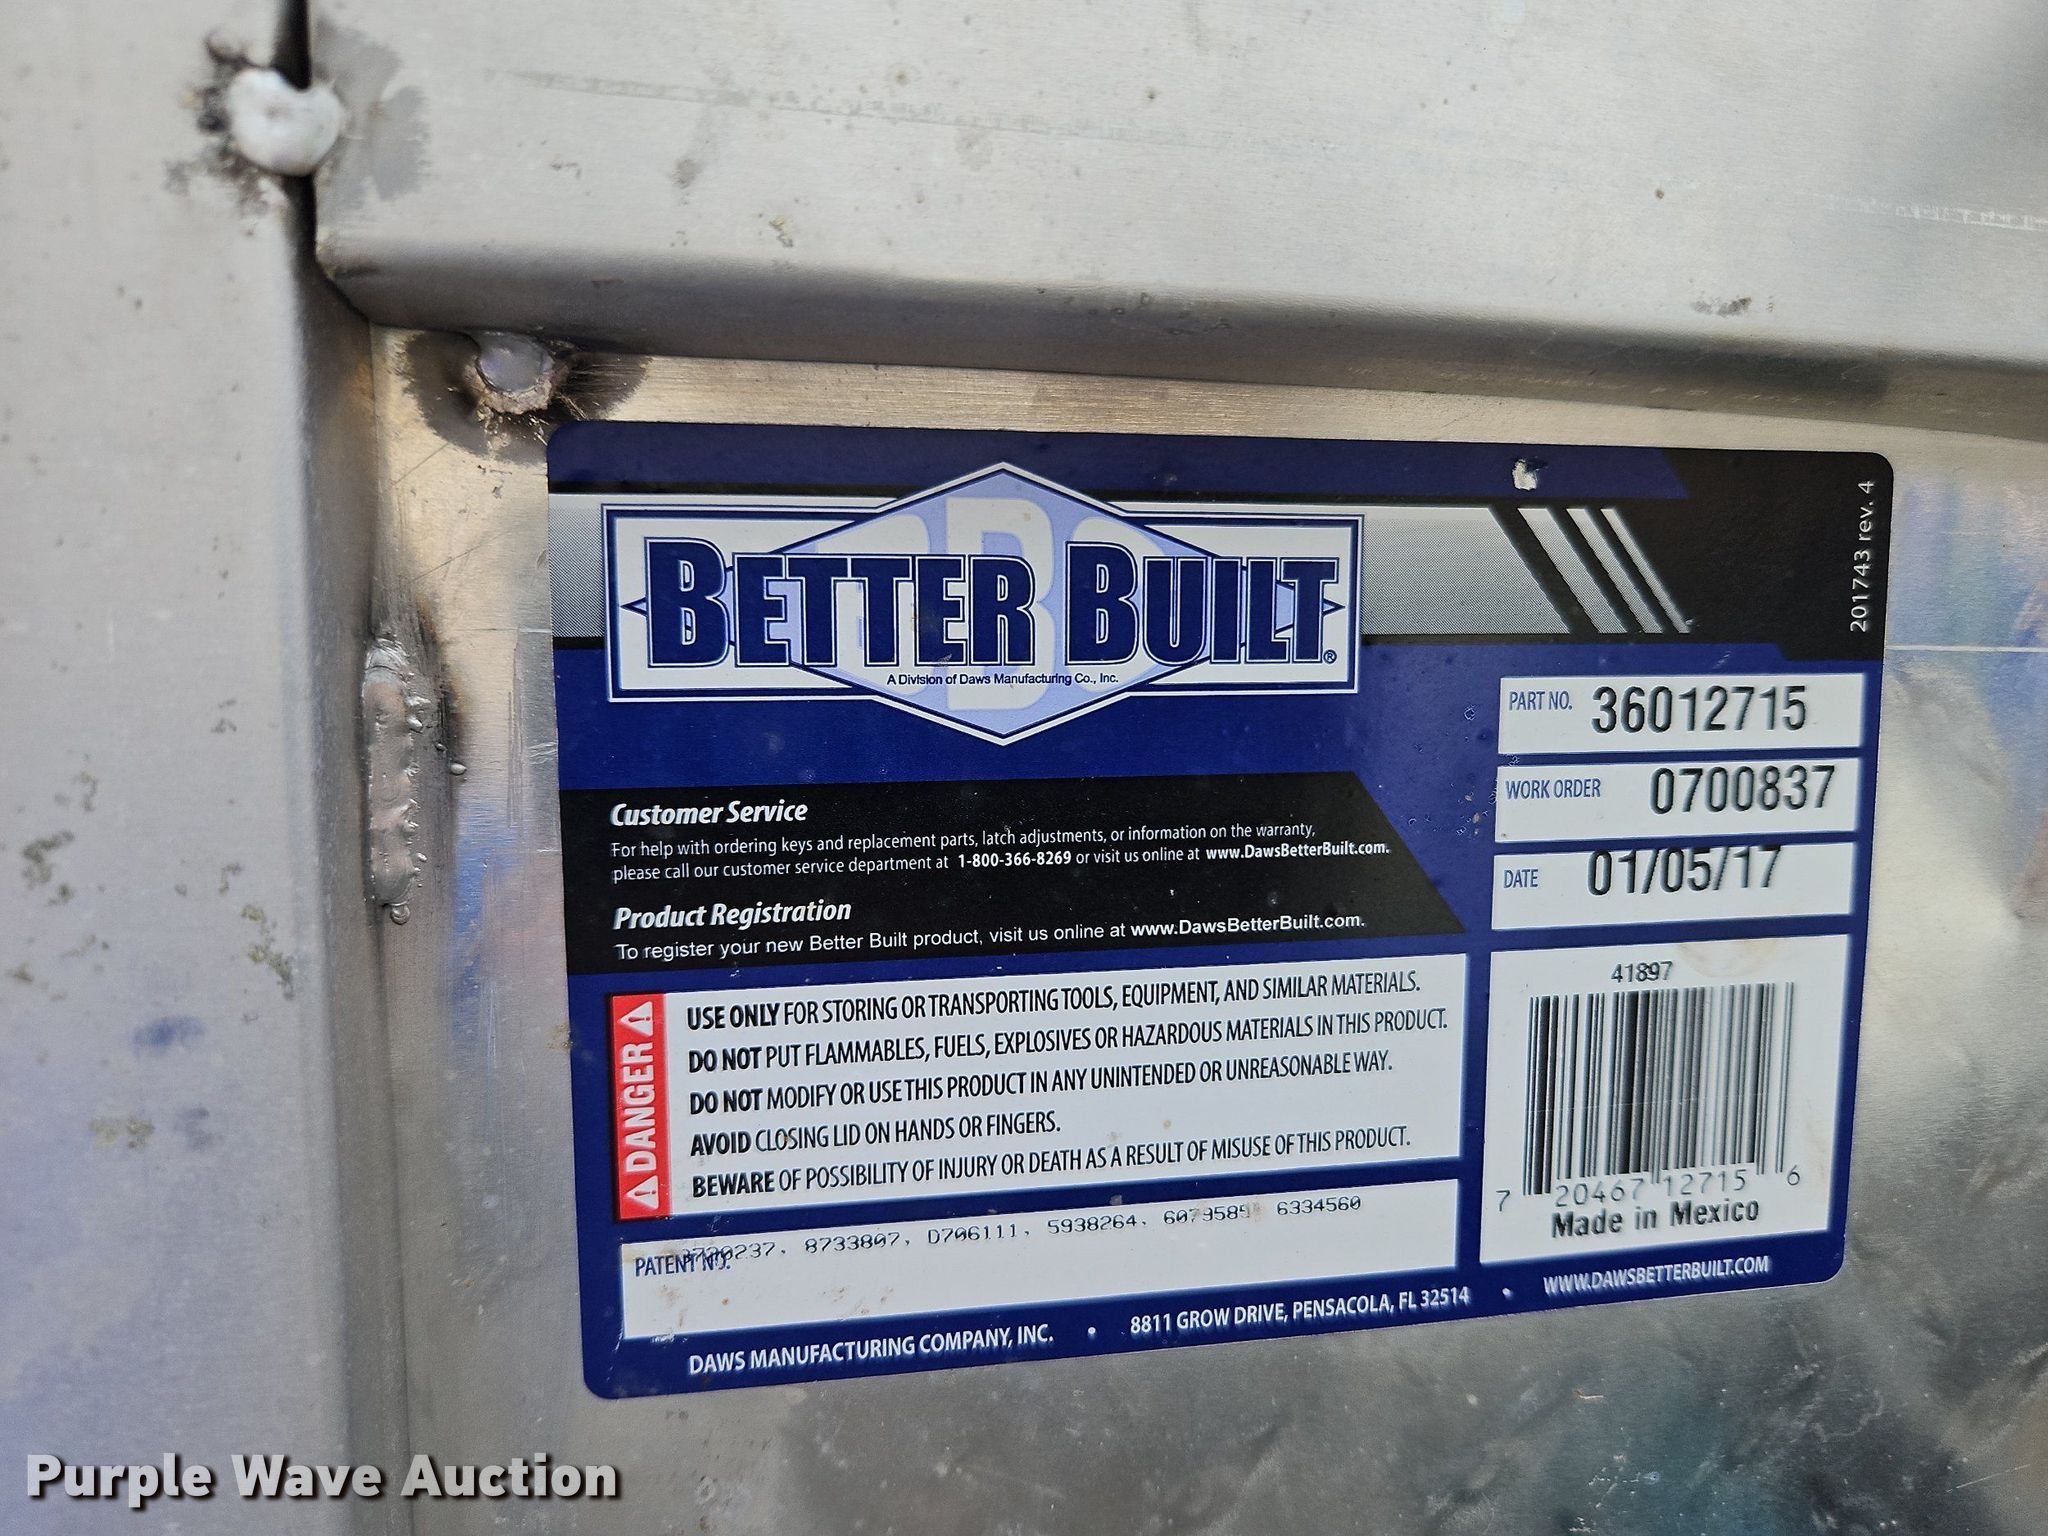 BETTER BUILT®
A Division of Daws Manufacturing Co., Inc.
201743 rev. 4
PART NO. 36012715
WORK ORDER 0700837
DATE 01/05/17
Customer Service
For help with ordering keys and replacement parts, latch adjustments, or information on the warranty,
please call our customer service department at 1-800-366-8269 or visit us online at www.DawsBetterBuilt.com.
Product Registration
To register your new Better Built product, visit us online at www.DawsBetterBuilt.com.
DANGER
USE ONLY FOR STORING OR TRANSPORTING TOOLS, EQUIPMENT, AND SIMILAR MATERIALS.
DO NOT PUT FLAMMABLES, FUELS, EXPLOSIVES OR HAZARDOUS MATERIALS IN THIS PRODUCT.
DO NOT MODIFY OR USE THIS PRODUCT IN ANY UNINTENDED OR UNREASONABLE WAY.
AVOID CLOSING LID ON HANDS OR FINGERS.
BEWARE OF POSSIBILITY OF INJURY OR DEATH AS A RESULT OF MISUSE OF THIS PRODUCT.
41897
7 20467 12715 6
Made in Mexico
PATENT NO. 8733807, D706111, 5938264, 6334560
DAWS MANUFACTURING COMPANY, INC. • 8811 GROW DRIVE, PENSACOLA, FL 32514 • WWW.DAWSBETTERBUILT.COM
Purple Wave Auction